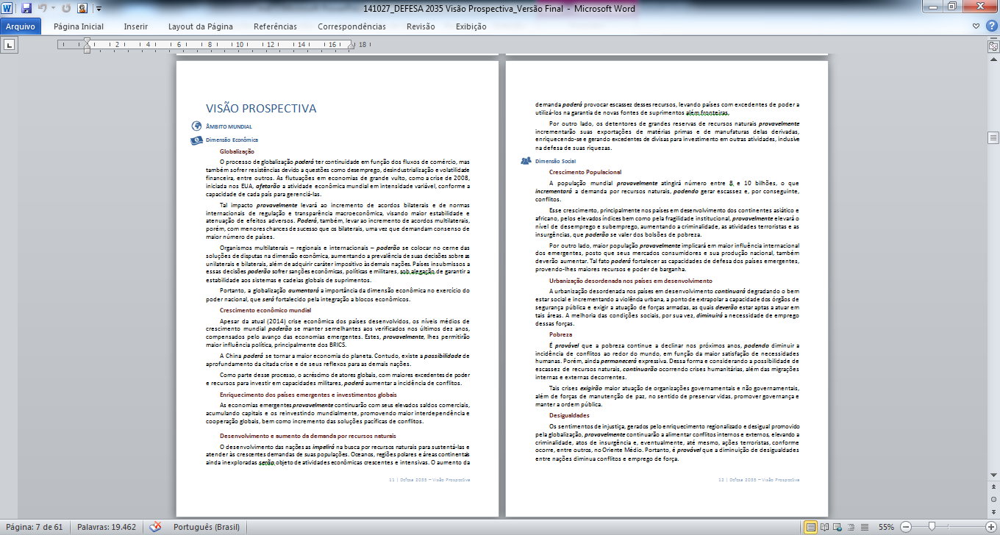 141027_DEFESA 2035 Visão Prospectiva_Versão Final - Microsoft Word
Arquivo Página Inicial Inserir Layout da Página Referências Correspondências Revisão Exibição
2 4 6 8 10 12 14 16 18
VISÃO PROSPECTIVA
ÂMBITO MUNDIAL
Dimensão Econômica
Globalização
O processo de globalização poderá ter continuidade em função dos fluxos de comércio, mas
também sofrer resistências devido a questões como desemprego, desindustrialização e volatilidade
financeira, entre outros. As flutuações em economias de grande vulto, como a crise de 2008,
iniciada nos EUA, afetarão a atividade econômica mundial em intensidade variável, conforme a
capacidade de cada país para gerenciá-las.
Tal impacto provavelmente levará ao incremento de acordos bilaterais e de normas
internacionais de regulação e transparência macroeconômica, visando maior estabilidade e
atenuação de efeitos adversos. Poderá, também, levar ao incremento de acordos multilaterais,
porém, com menores chances de sucesso que os bilaterais, uma vez que demandam consenso de
maior número de países.
Organismos multilaterais – regionais e internacionais – poderão se colocar no cerne das
soluções de disputas na dimensão econômica, aumentando a prevalência de suas decisões sobre as
unilaterais e bilaterais, além de adquirir caráter impositivo às demais nações. Países insubmissos a
essas decisões poderão sofrer sanções econômicas, políticas e militares, sob alegação de garantir a
estabilidade aos sistemas e cadeias globais de suprimentos.
Portanto, a globalização aumentará a importância da dimensão econômica no exercício do
poder nacional, que será fortalecido pela integração a blocos econômicos.
Crescimento econômico mundial
Apesar da atual (2014) crise econômica dos países desenvolvidos, os níveis médios de
crescimento mundial poderão se manter semelhantes aos verificados nos últimos dez anos,
compensados pelo avanço das economias emergentes. Estes, provavelmente, lhes permitirão
maior influência política, principalmente dos BRICS.
A China poderá se tornar a maior economia do planeta. Contudo, existe a possibilidade de
aprofundamento da citada crise e de seus reflexos para as demais nações.
Como parte desse processo, o acréscimo de atores globais, com maiores excedentes de poder
e recursos para investir em capacidades militares, poderá aumentar a incidência de conflitos.
Enriquecimento dos países emergentes e investimentos globais
As economias emergentes provavelmente continuarão com seus elevados saldos comerciais,
acumulando capitais e os reinvestindo mundialmente, promovendo maior interdependência e
cooperação globais, bem como incremento das soluções pacíficas de conflitos.
Desenvolvimento e aumento da demanda por recursos naturais
O desenvolvimento das nações as impelirá na busca por recursos naturais para sustentá-las e
atender às crescentes demandas de suas populações. Oceanos, regiões polares e áreas continentais
ainda inexploradas serão objeto de atividades econômicas crescentes e intensivas. O aumento da
11 | Defesa 2035 – Visão Prospectiva
demanda poderá provocar escassez desses recursos, levando países com excedentes de poder a
utilizá-los na garantia de novas fontes de suprimentos além fronteiras.
Por outro lado, os detentores de grandes reservas de recursos naturais provavelmente
incrementarão suas exportações de matérias primas e de manufaturas delas derivadas,
enriquecendo-se e gerando excedentes de divisas para investimento em outras atividades, inclusive
na defesa de suas riquezas.
Dimensão Social
Crescimento Populacional
A população mundial provavelmente atingirá número entre 8, e 10 bilhões, o que
incrementará a demanda por recursos naturais, podendo gerar escassez e, por conseguinte,
conflitos.
Esse crescimento, principalmente nos países em desenvolvimento dos continentes asiático e
africano, pelos elevados índices bem como pela fragilidade institucional, provavelmente elevará o
nível de desemprego e subemprego, aumentando a criminalidade, as atividades terroristas e as
insurgências, que poderão se valer dos bolsões de pobreza.
Por outro lado, maior população provavelmente implicará em maior influência internacional
dos emergentes, posto que seus mercados consumidores e sua produção nacional, também
deverão aumentar. Tal fato poderá fortalecer as capacidades de defesa dos países emergentes,
provendo-lhes maiores recursos e poder de barganha.
Urbanização desordenada nos países em desenvolvimento
A urbanização desordenada nos países em desenvolvimento continuará degradando o bem
estar social e incrementando a violência urbana, a ponto de extrapolar a capacidade dos órgãos de
segurança pública e exigir a atuação de forças armadas, as quais deverão estar aptas a atuar em
tais áreas. A melhoria das condições sociais, por sua vez, diminuirá a necessidade de emprego
dessas forças.
Pobreza
É provável que a pobreza continue a declinar nos próximos anos, podendo diminuir a
incidência de conflitos ao redor do mundo, em função da maior satisfação de necessidades
humanas. Porém, ainda permanecerá expressiva. Dessa forma e considerando a possibilidade de
escassez de recursos naturais, continuarão ocorrendo crises humanitárias, além das migrações
internas e externas decorrentes.
Tais crises exigirão maior atuação de organizações governamentais e não governamentais,
além de forças de manutenção de paz, no sentido de preservar vidas, promover governança e
manter a ordem pública.
Desigualdades
Os sentimentos de injustiça, gerados pelo enriquecimento regionalizado e desigual promovido
pela globalização, provavelmente continuarão a alimentar conflitos internos e externos, elevando a
criminalidade, atos de insurgência e, eventualmente, até mesmo, ações terroristas, conforme
ocorre, entre outros, no Oriente Médio. Portanto, é provável que a diminuição de desigualdades
entre nações diminua conflitos e emprego de força.
12 | Defesa 2035 – Visão Prospectiva
Página: 7 de 61 Palavras: 19.462 Português (Brasil) 55%